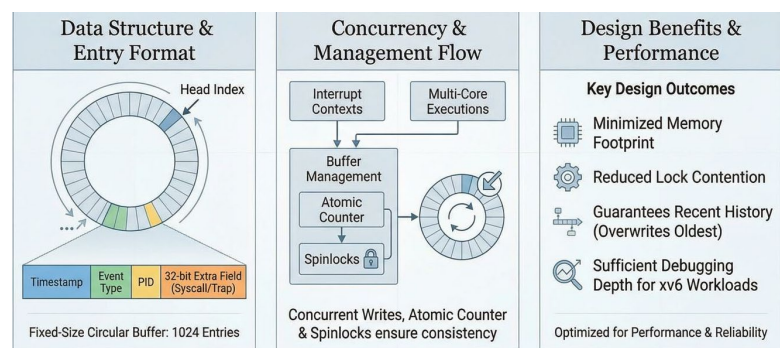 Data Structure &
Entry Format
Head Index
Timestamp
Event
Type
PID
32-bit Extra Field
(Syscall/Trap)
Fixed-Size Circular Buffer: 1024 Entries
Concurrency &
Management Flow
Interrupt
Contexts
Multi-Core
Executions
Buffer
Management
Atomic
Counter
Spinlocks
Concurrent Writes, Atomic Counter
& Spinlocks ensure consistency
Design Benefits &
Performance
Key Design Outcomes
Minimized Memory
Footprint
Reduced Lock Contention
Guarantees Recent History
(Overwrites Oldest)
Sufficient Debugging
Depth for xv6 Workloads
Optimized for Performance & Reliability